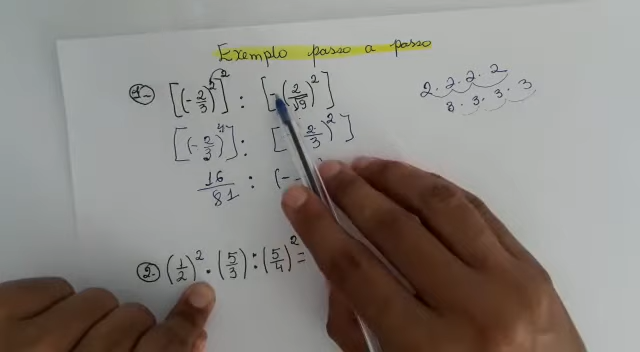 Exemplo passo a passo
1. [(-2/3)²]² : [-(2/√9)²]
2 . 2 . 2 . 2
3 . 3 . 3 . 3
[(-2/3)⁴] : [ 2/3)²]
16/81 : (-
2. (1/2)² . (5/3) : (5/4)² =